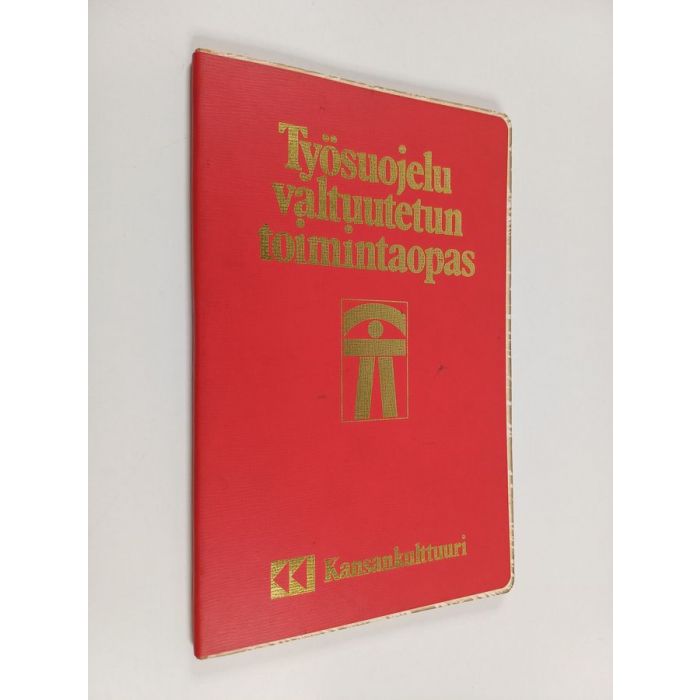 Työsuojelu
valtuutetun
toimintaopas
Kansankulttuuri